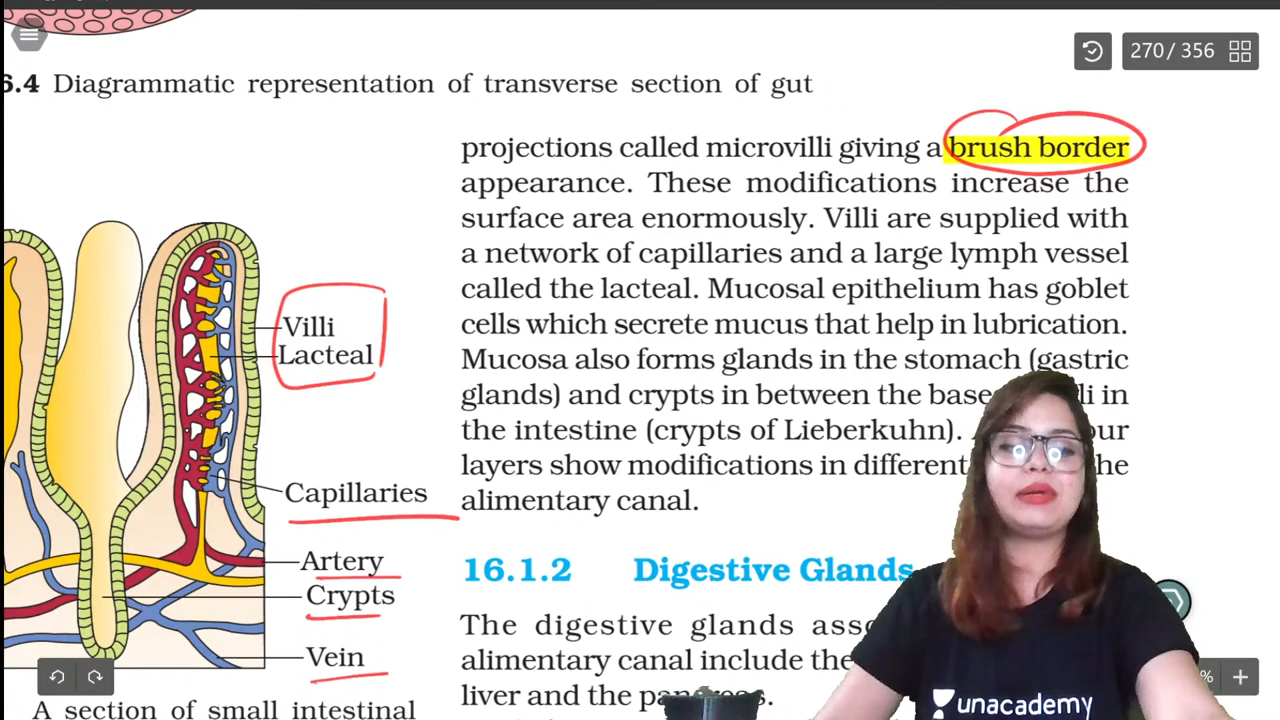 270 / 356
6.4 Diagrammatic representation of transverse section of gut
projections called microvilli giving a brush border
appearance. These modifications increase the
surface area enormously. Villi are supplied with
a network of capillaries and a large lymph vessel
called the lacteal. Mucosal epithelium has goblet
cells which secrete mucus that help in lubrication.
Mucosa also forms glands in the stomach (gastric
glands) and crypts in between the base
the intestine (crypts of Lieberkuhn).
layers show modifications in different
alimentary canal.
Villi
Lacteal
Capillaries
Artery
Crypts
Vein
A section of small intestinal
16.1.2 Digestive Glands
The digestive glands
alimentary canal include the
liver and the pancreas.
%
unacademy